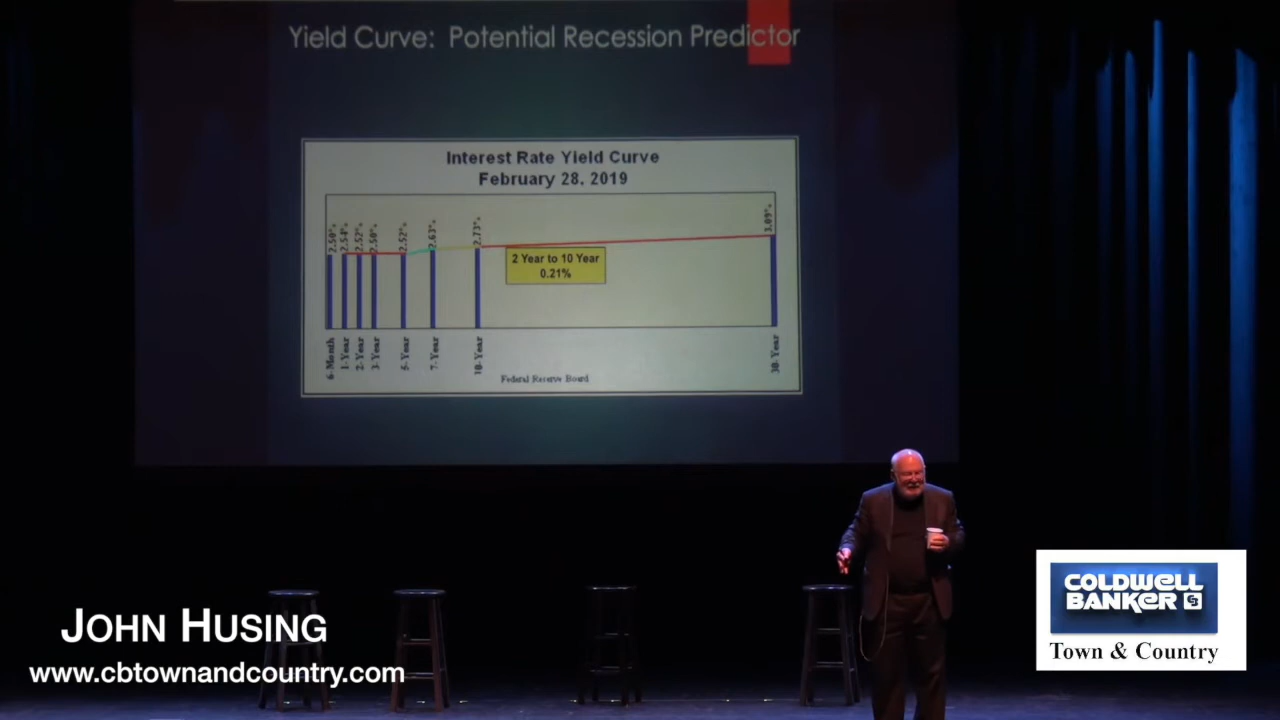 Yield Curve: Potential Recession Predictor
Interest Rate Yield Curve
February 28, 2019
2.50%
2.54%
2.52%
2.50%
2.52%
2.63%
2.73%
3.09%
2 Year to 10 Year
0.21%
6-Month
1-Year
2-Year
3-Year
5-Year
7-Year
10-Year
30-Year
Federal Reserve Board
JOHN HUSING
www.cbtownandcountry.com
COLDWELL
BANKER CB
Town & Country